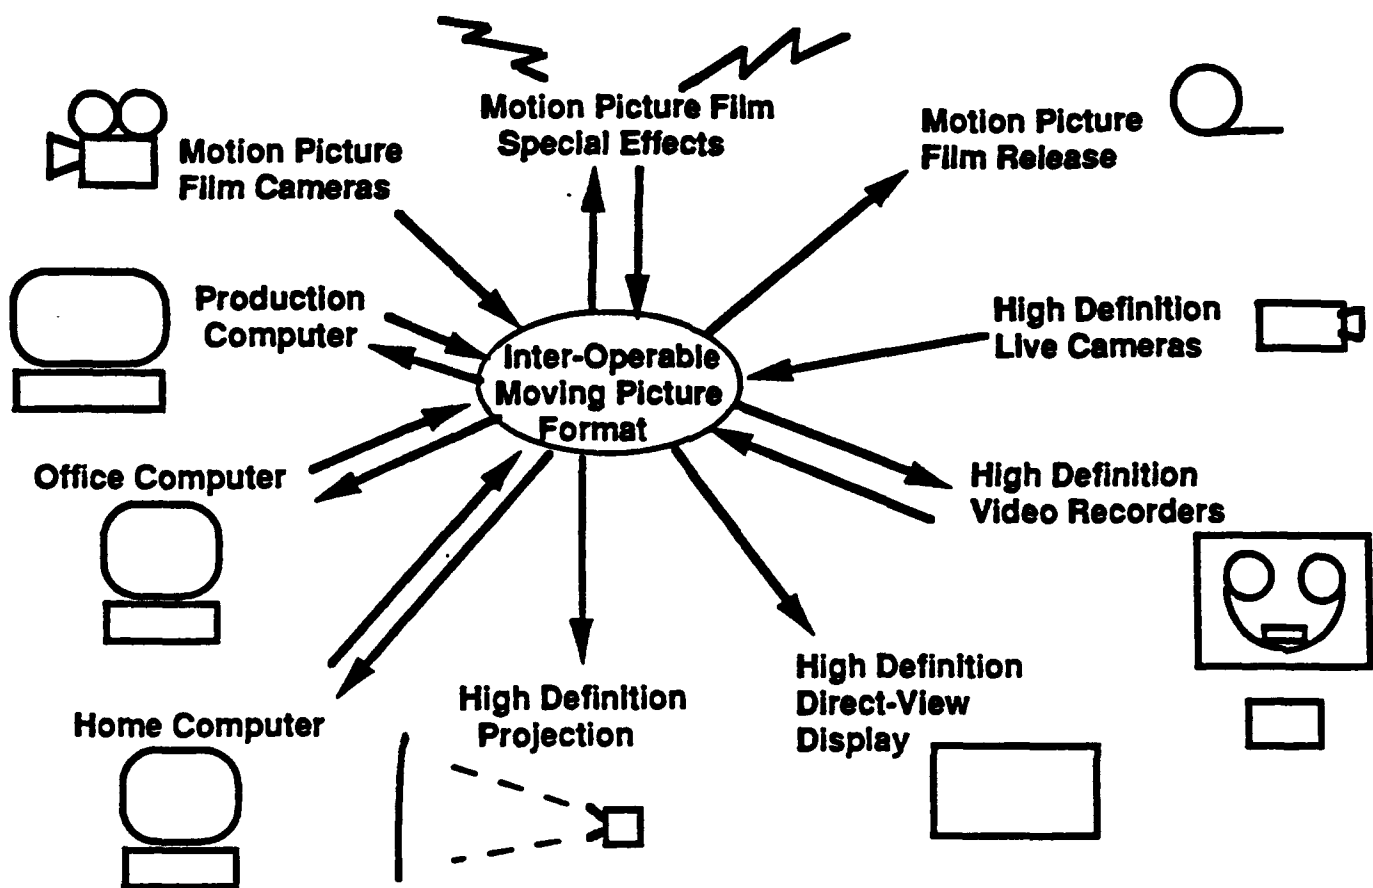 Motion Picture Film
Special Effects
Motion Picture
Film Release
Motion Picture
Film Cameras
Production
Computer
High Definition
Live Cameras
Inter-Operable
Moving Picture
Format
Office Computer
High Definition
Video Recorders
High Definition
Direct-View
Display
High Definition
Projection
Home Computer